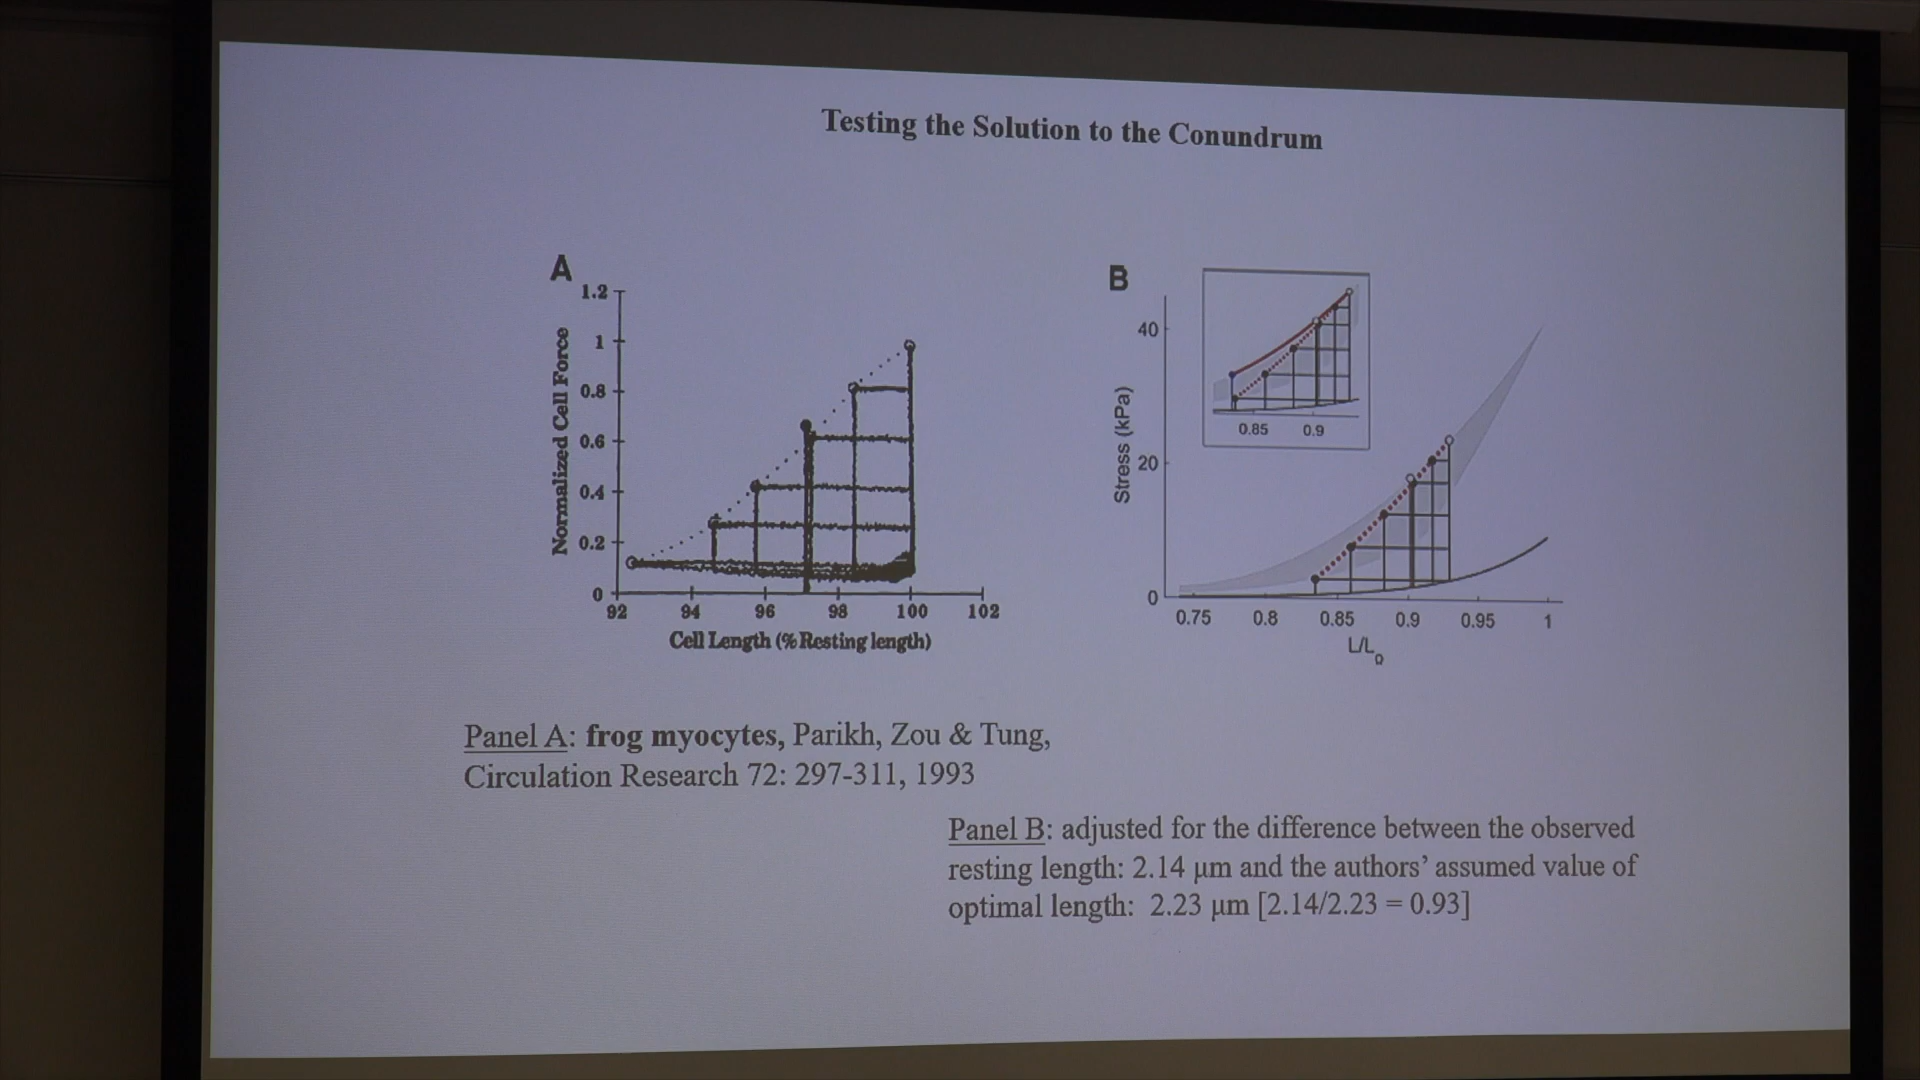 Testing the Solution to the Conundrum
A
1.2
1
0.8
0.6
0.4
0.2
0
Normalized Cell Force
92 94 96 98 100 102
Cell Length (% Resting length)
B
40
20
0
Stress (kPa)
0.85 0.9
0.75 0.8 0.85 0.9 0.95 1
L/L0
Panel A: frog myocytes, Parikh, Zou & Tung,
Circulation Research 72: 297-311, 1993
Panel B: adjusted for the difference between the observed
resting length: 2.14 µm and the authors’ assumed value of
optimal length: 2.23 µm [2.14/2.23 = 0.93]